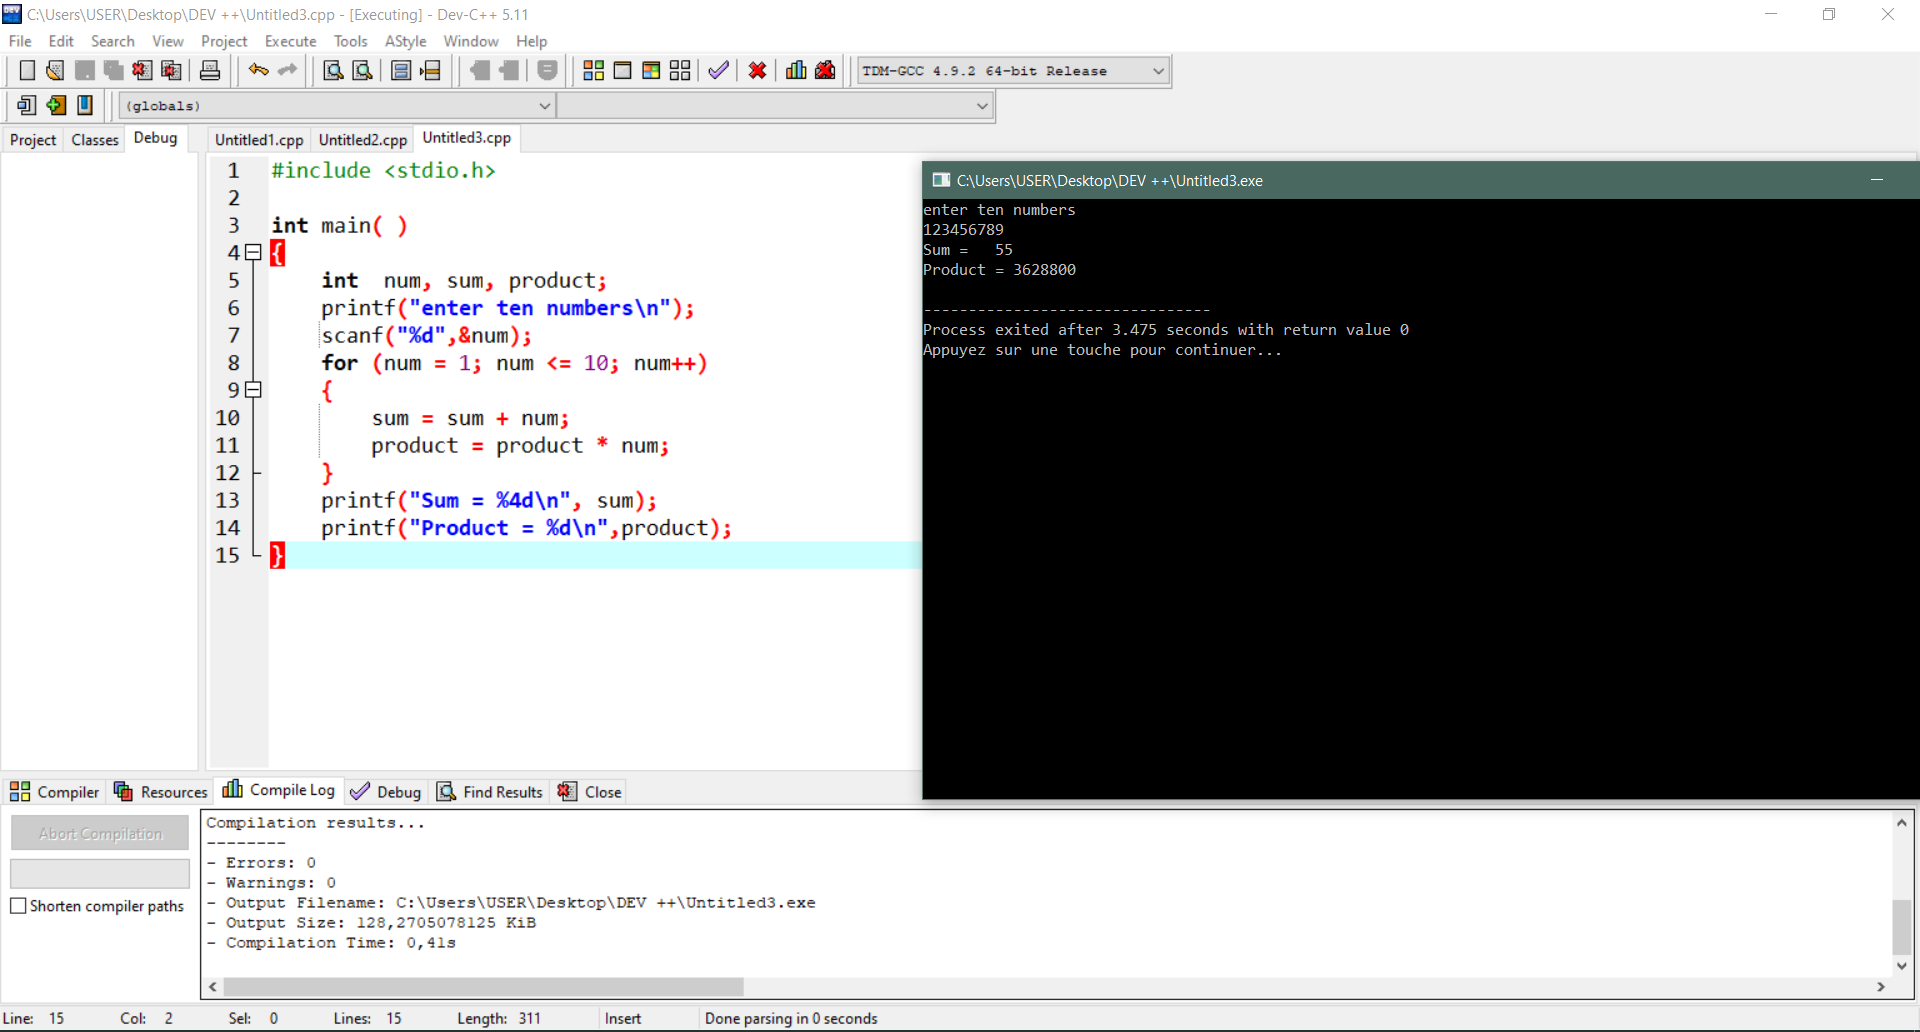 C:\Users\USER\Desktop\DEV ++\Untitled3.cpp - [Executing] - Dev-C++ 5.11
File Edit Search View Project Execute Tools AStyle Window Help
TDM-GCC 4.9.2 64-bit Release
(globals)
Project Classes Debug
Untitled1.cpp Untitled2.cpp Untitled3.cpp
1 #include <stdio.h>
2
3 int main( )
4 {
5 int  num, sum, product;
6 printf("enter ten numbers\n");
7 scanf("%d",&num);
8 for (num = 1; num <= 10; num++)
9 {
10 sum = sum + num;
11 product = product * num;
12 }
13 printf("Sum = %4d\n", sum);
14 printf("Product = %d\n",product);
15 }
C:\Users\USER\Desktop\DEV ++\Untitled3.exe
enter ten numbers
123456789
Sum =   55
Product = 3628800
--------------------------------
Process exited after 3.475 seconds with return value 0
Appuyez sur une touche pour continuer...
Compiler Resources Compile Log Debug Find Results Close
Abort Compilation
Shorten compiler paths
Compilation results...
--------
- Errors: 0
- Warnings: 0
- Output Filename: C:\Users\USER\Desktop\DEV ++\Untitled3.exe
- Output Size: 128,2705078125 KiB
- Compilation Time: 0,41s
Line: 15 Col: 2 Sel: 0 Lines: 15 Length: 311 Insert Done parsing in 0 seconds